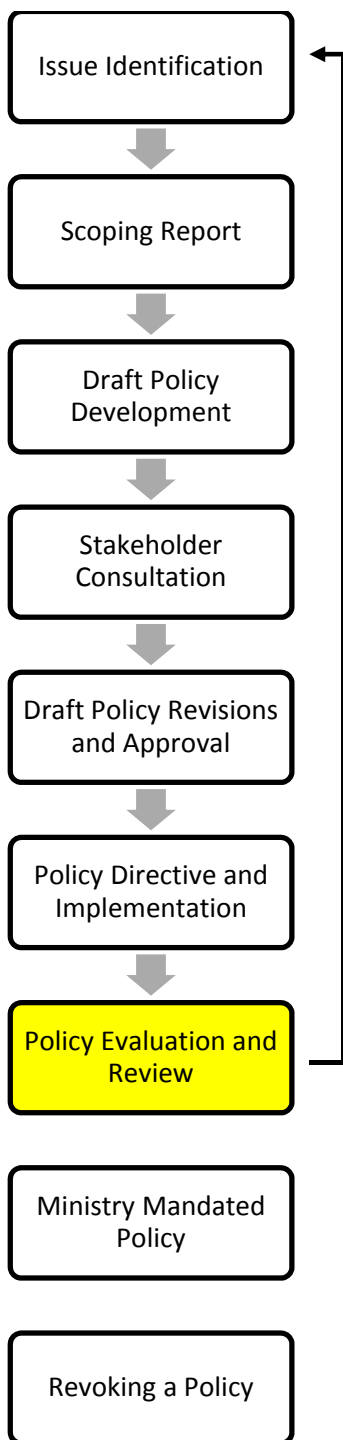 Issue Identification
Scoping Report
Draft Policy
Development
Stakeholder
Consultation
Draft Policy Revisions
and Approval
Policy Directive and
Implementation
Policy Evaluation and
Review
Ministry Mandated
Policy
Revoking a Policy